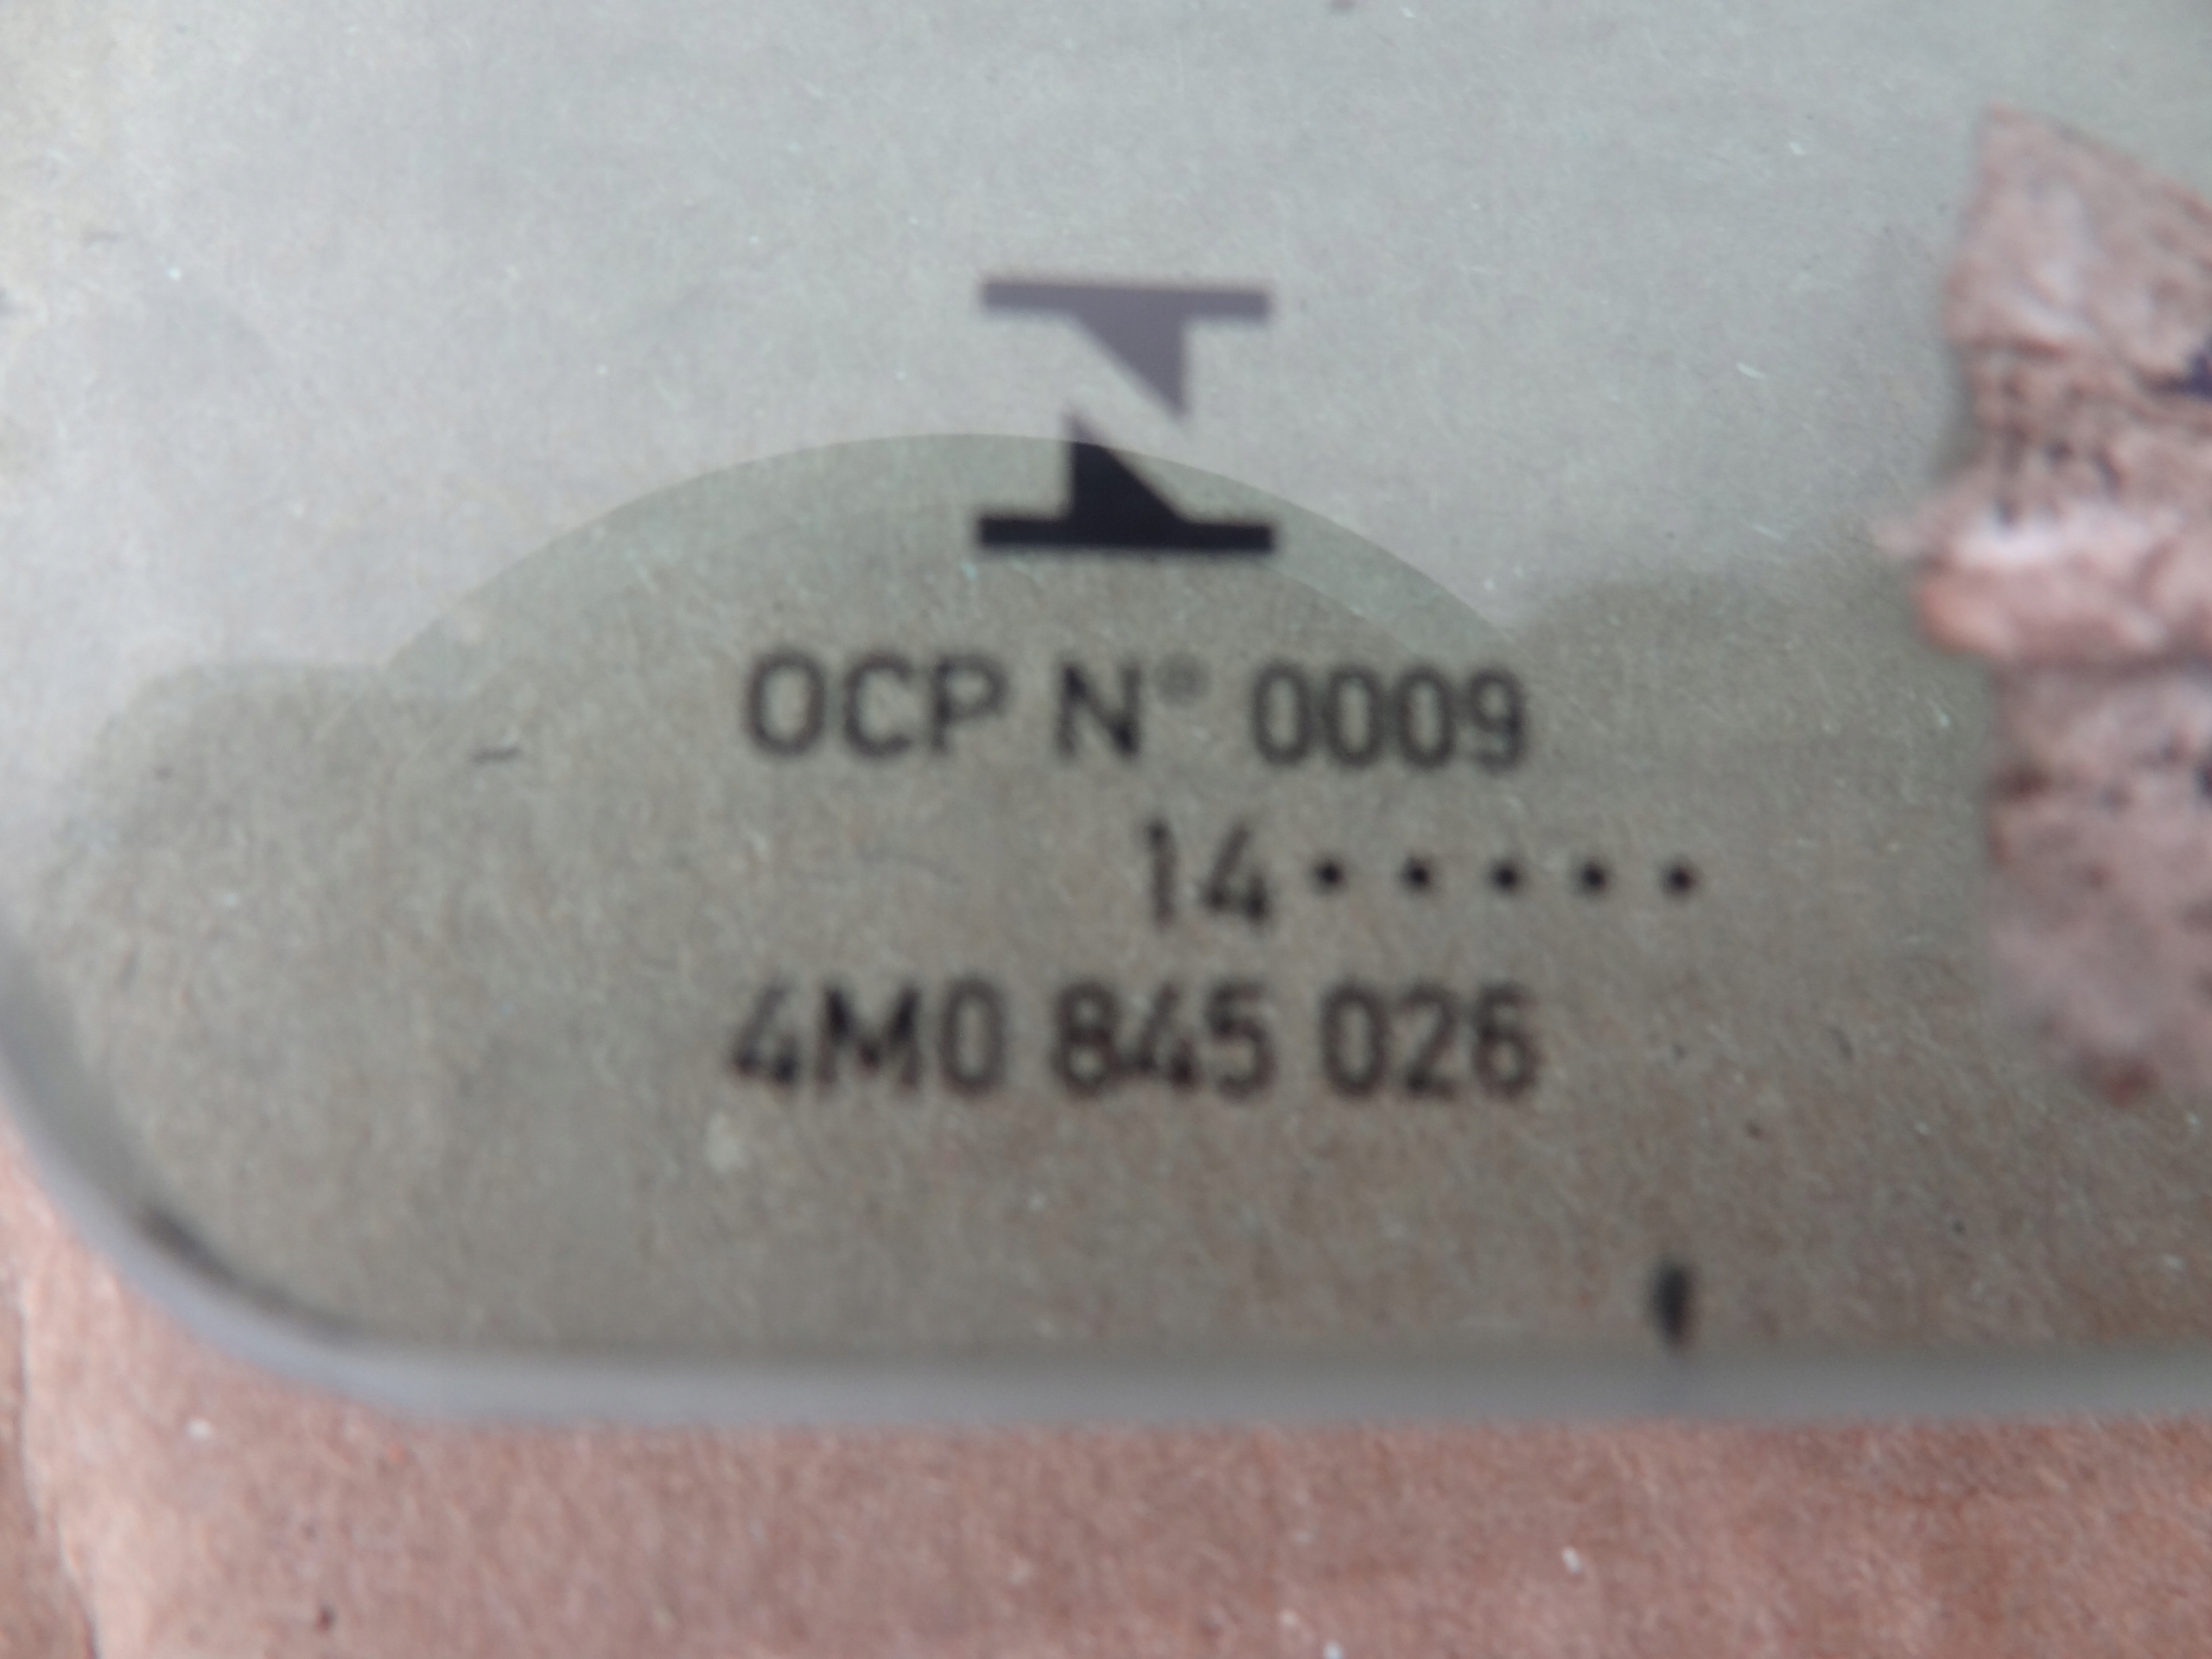 OCP N° 0009
14 • • • • •
4M0 845 026